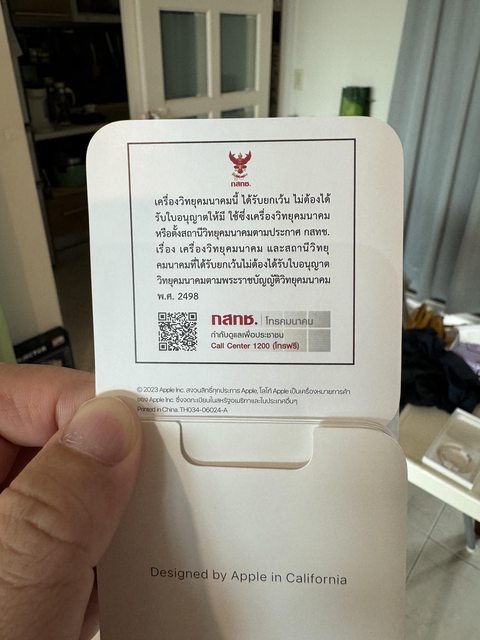 กสทช.
เครื่องวิทยุคมนาคมนี้ ได้รับยกเว้น ไม่ต้องได้
รับใบอนุญาตให้มี ใช้ซึ่งเครื่องวิทยุคมนาคม
หรือตั้งสถานีวิทยุคมนาคมตามประกาศ กสทช.
เรื่อง เครื่องวิทยุคมนาคม และสถานีวิทยุ
คมนาคมที่ได้รับยกเว้นไม่ต้องได้รับใบอนุญาต
วิทยุคมนาคมตามพระราชบัญญัติวิทยุคมนาคม
พ.ศ. 2498
กสทช. | โทรคมนาคม
กำกับดูแลเพื่อประชาชน
Call Center 1200 (โทรฟรี)
© 2023 Apple Inc. สงวนสิทธิ์ทุกประการ Apple, โลโก้ Apple เป็นเครื่องหมายการค้า
ของ Apple Inc. ซึ่งจดทะเบียนในสหรัฐอเมริกาและในประเทศอื่นๆ
Printed in China. TH034-06024-A
Designed by Apple in California